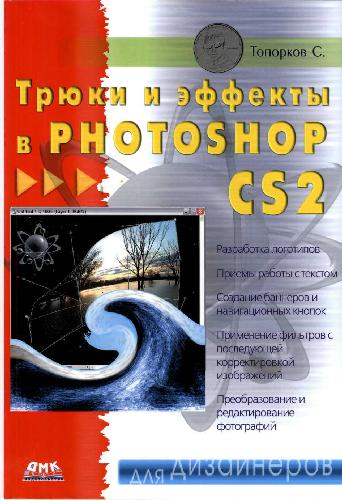 Топорков С.
Трюки и эффекты
в PHOTOSHOP
CS2
Разработка логотипов
Приемы работы с текстом
Создание баннеров и
навигационных кнопок
Применение фильтров с
последующей
корректировкой
изображений
Преобразование и
редактирование
фотографий
ДМК
для дизайнеров